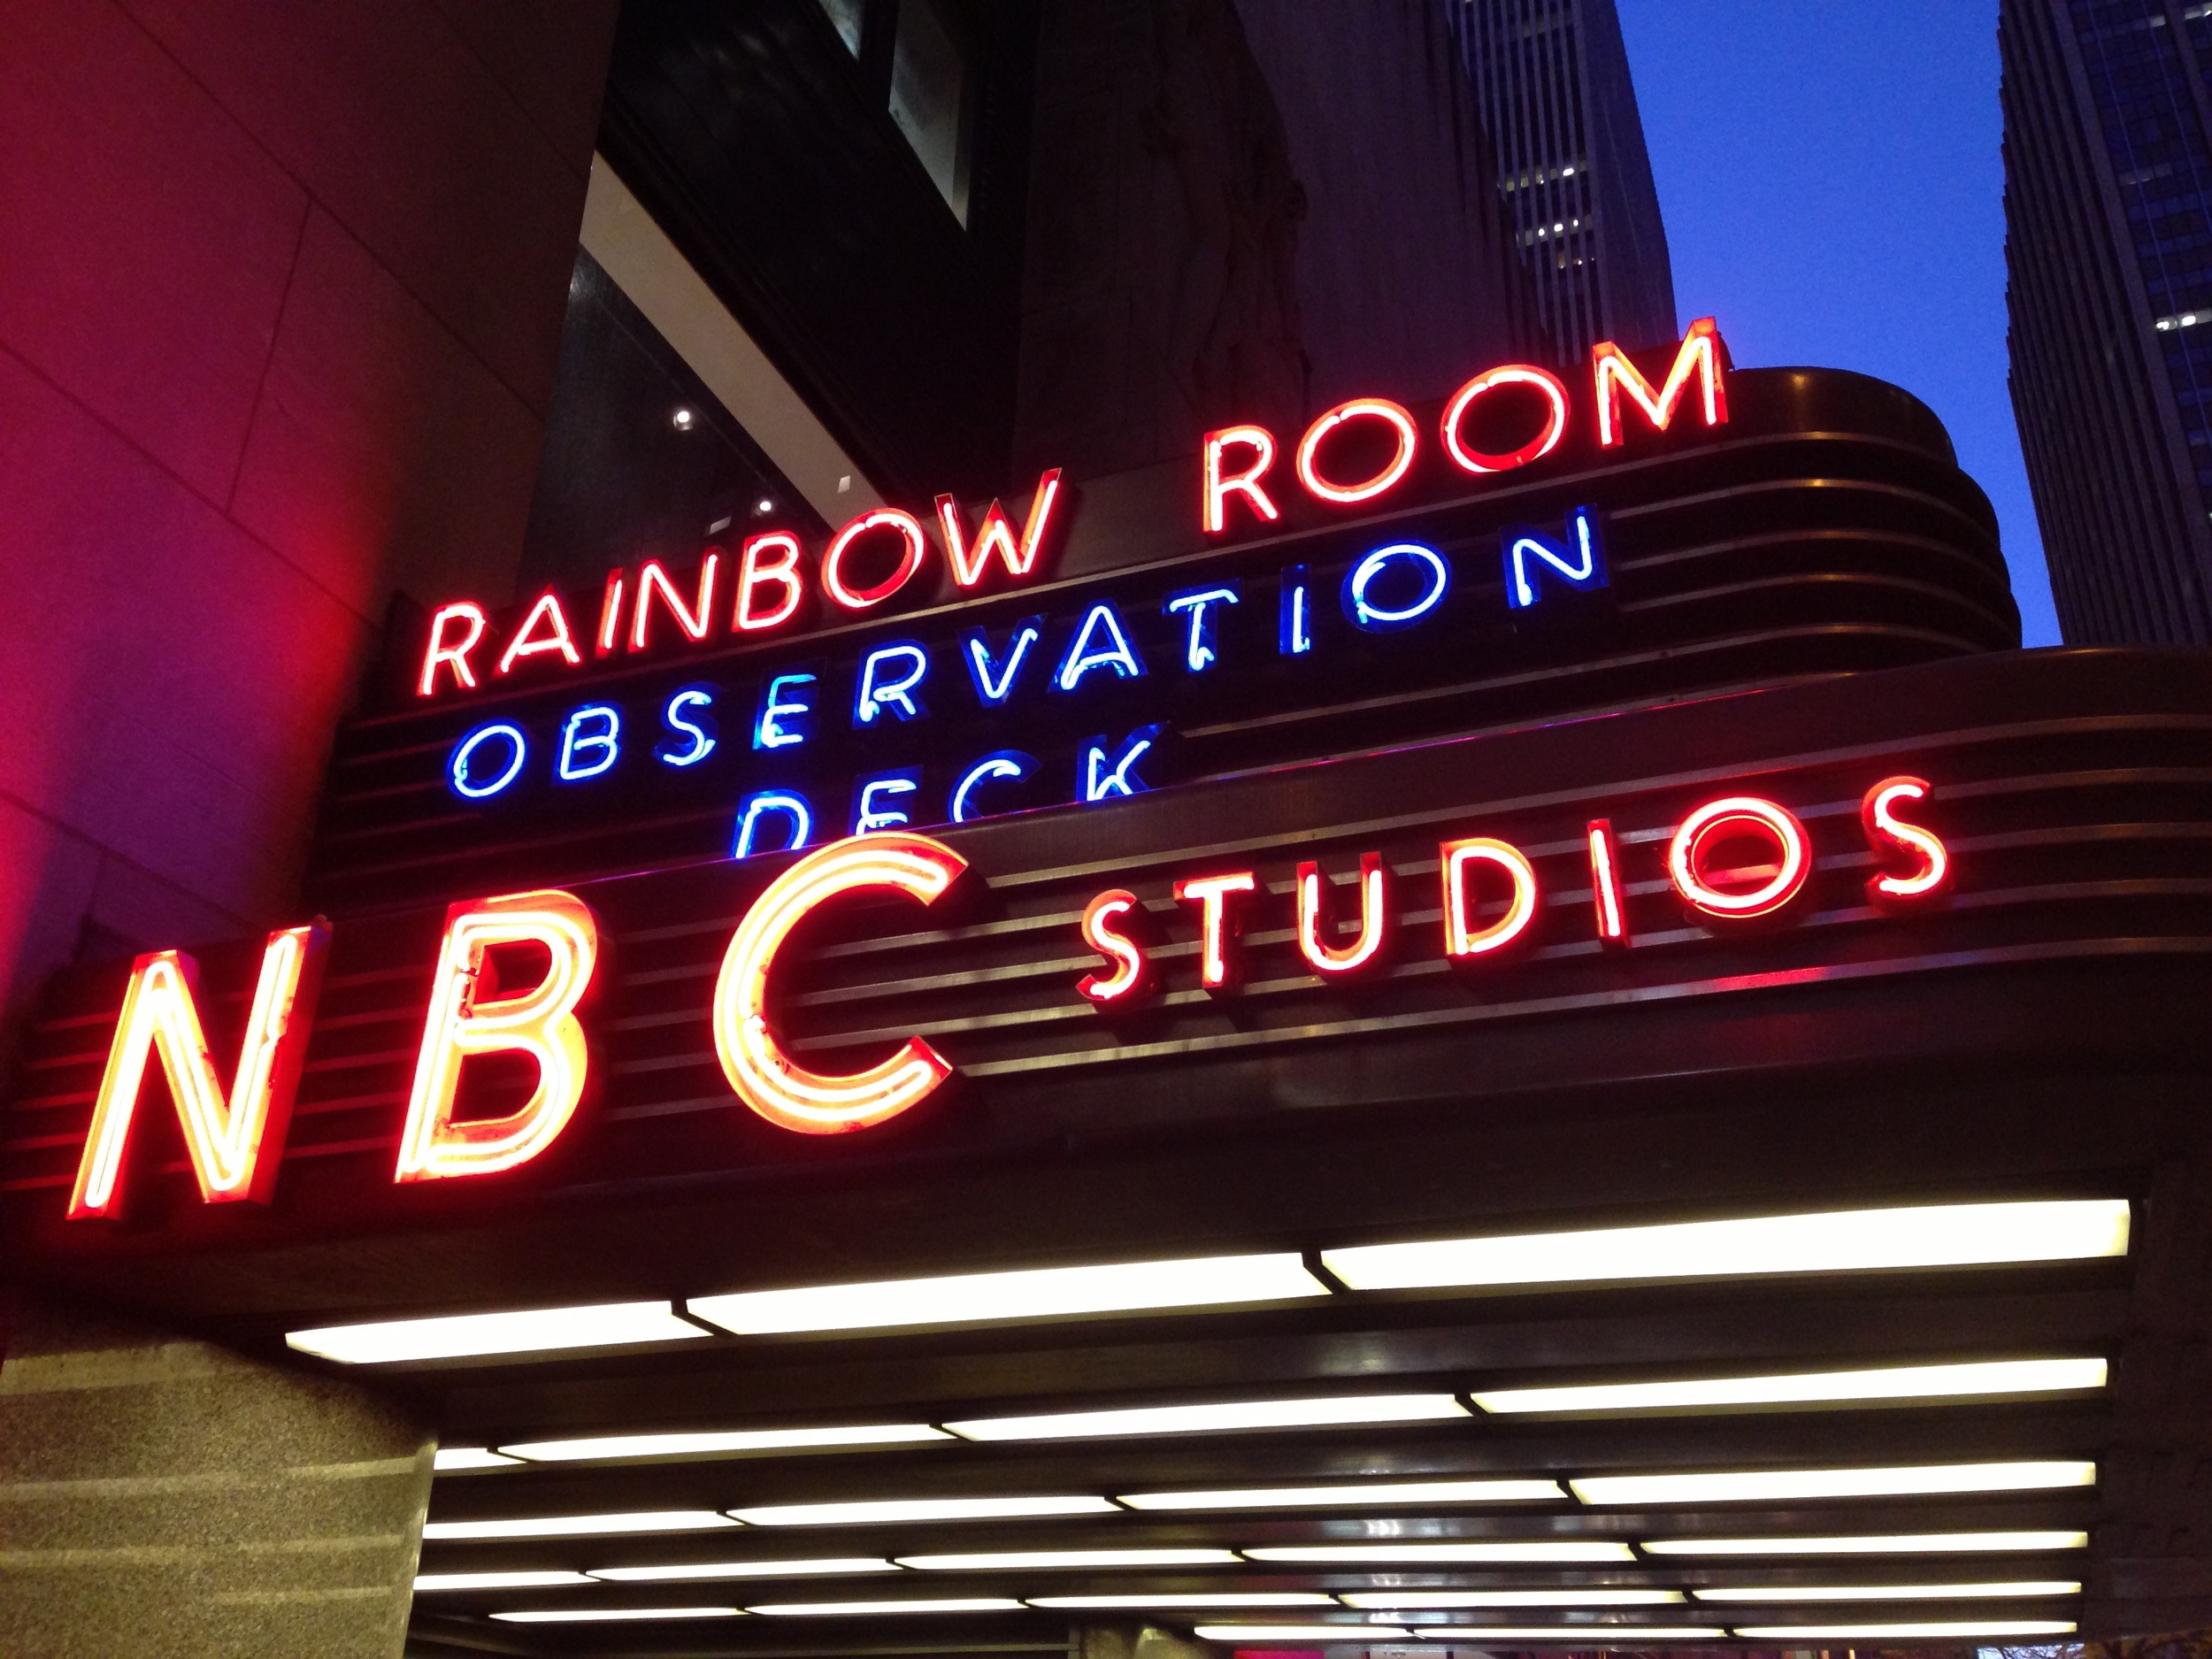 RAINBOW ROOM
OBSERVATION
DECK
NBC STUDIOS